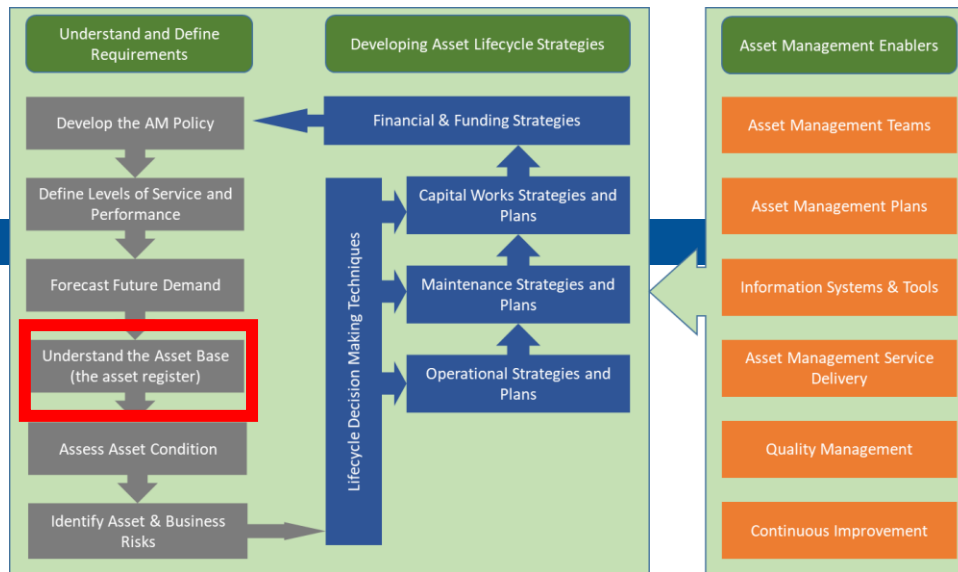 Understand and Define
Requirements
Develop the AM Policy
Define Levels of Service and
Performance
Forecast Future Demand
Understand the Asset Base
(the asset register)
Assess Asset Condition
Identify Asset & Business
Risks
Developing Asset Lifecycle Strategies
Financial & Funding Strategies
Lifecycle Decision Making Techniques
Capital Works Strategies and
Plans
Maintenance Strategies and
Plans
Operational Strategies and
Plans
Asset Management Enablers
Asset Management Teams
Asset Management Plans
Information Systems & Tools
Asset Management Service
Delivery
Quality Management
Continuous Improvement